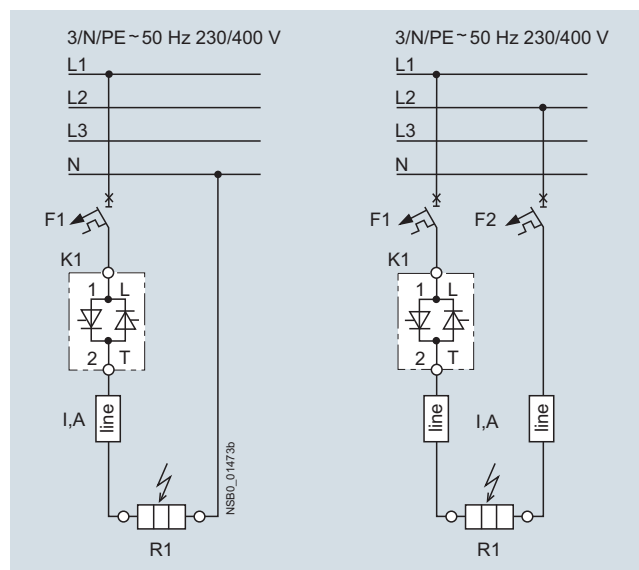 3/N/PE ~ 50 Hz 230/400 V
L1
L2
L3
N
F1
K1
1 L
2 T
I,A
line
R1
NSB0_01473b
3/N/PE ~ 50 Hz 230/400 V
L1
L2
L3
N
F1
F2
K1
1 L
2 T
line
I,A
line
R1